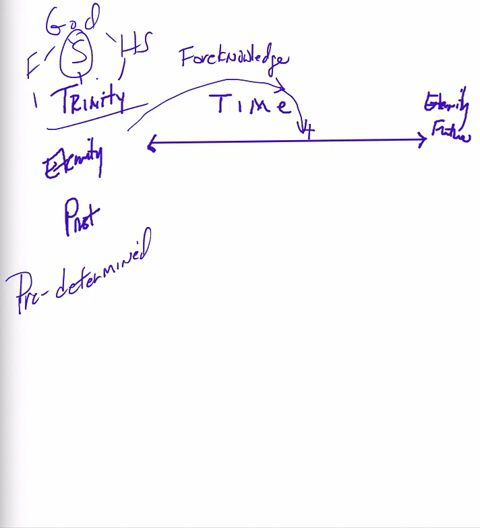 God
F S HS
TRINITY
Foreknowledge
TIME
Eternity
Future
Eternity
Past
Pre-determined